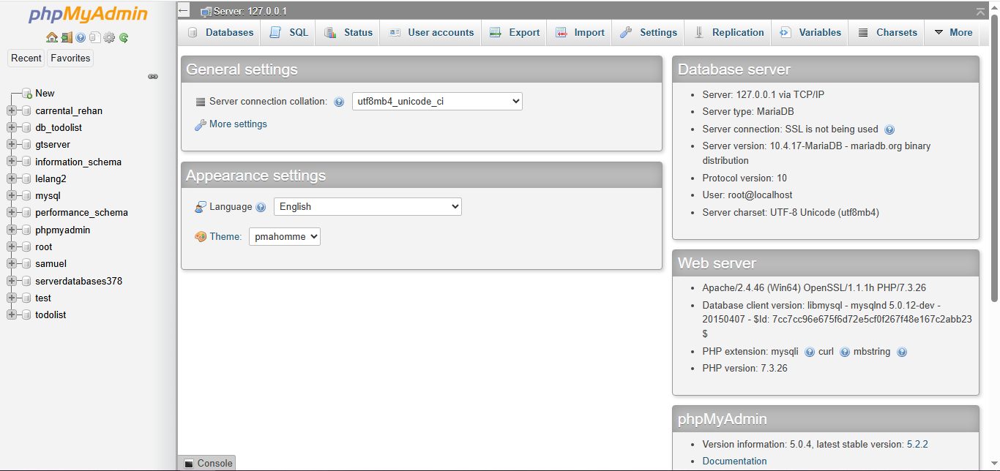 phpMyAdmin
Recent Favorites
New
carrental_rehan
db_todolist
gtserver
information_schema
lelang2
mysql
performance_schema
phpmyadmin
root
samuel
serverdatabases378
test
todolist
Server: 127.0.0.1
Databases SQL Status User accounts Export Import Settings Replication Variables Charsets More
General settings
Server connection collation: utf8mb4_unicode_ci
More settings
Appearance settings
Language English
Theme: pmahomme
Database server
Server: 127.0.0.1 via TCP/IP
Server type: MariaDB
Server connection: SSL is not being used
Server version: 10.4.17-MariaDB - mariadb.org binary
distribution
Protocol version: 10
User: root@localhost
Server charset: UTF-8 Unicode (utf8mb4)
Web server
Apache/2.4.46 (Win64) OpenSSL/1.1.1h PHP/7.3.26
Database client version: libmysql - mysqlnd 5.0.12-dev -
20150407 - $Id: 7cc7cc96e675f6d72e5cf0f267f48e167c2abb23
$
PHP extension: mysqli curl mbstring
PHP version: 7.3.26
phpMyAdmin
Version information: 5.0.4, latest stable version: 5.2.2
Documentation
Console